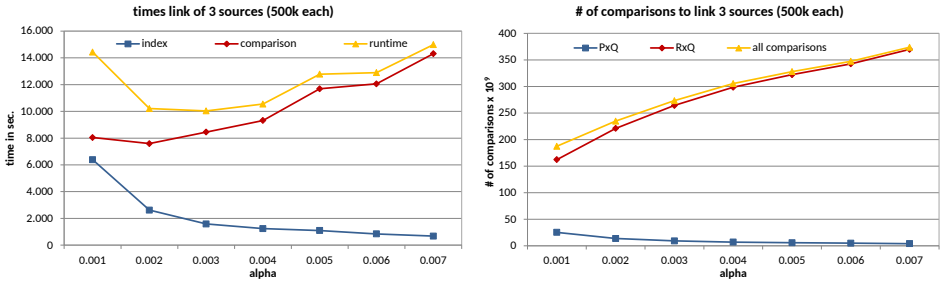 times link of 3 sources (500k each)
16.000
14.000
12.000
10.000
8.000
6.000
4.000
2.000
0
time in sec.
index
comparison
runtime
0.001
0.002
0.003
0.004
0.005
0.006
0.007
alpha
# of comparisons to link 3 sources (500k each)
400
350
300
250
200
150
100
50
0
# of comparisons x 10⁹
PxQ
RxQ
all comparisons
0.001
0.002
0.003
0.004
0.005
0.006
0.007
alpha